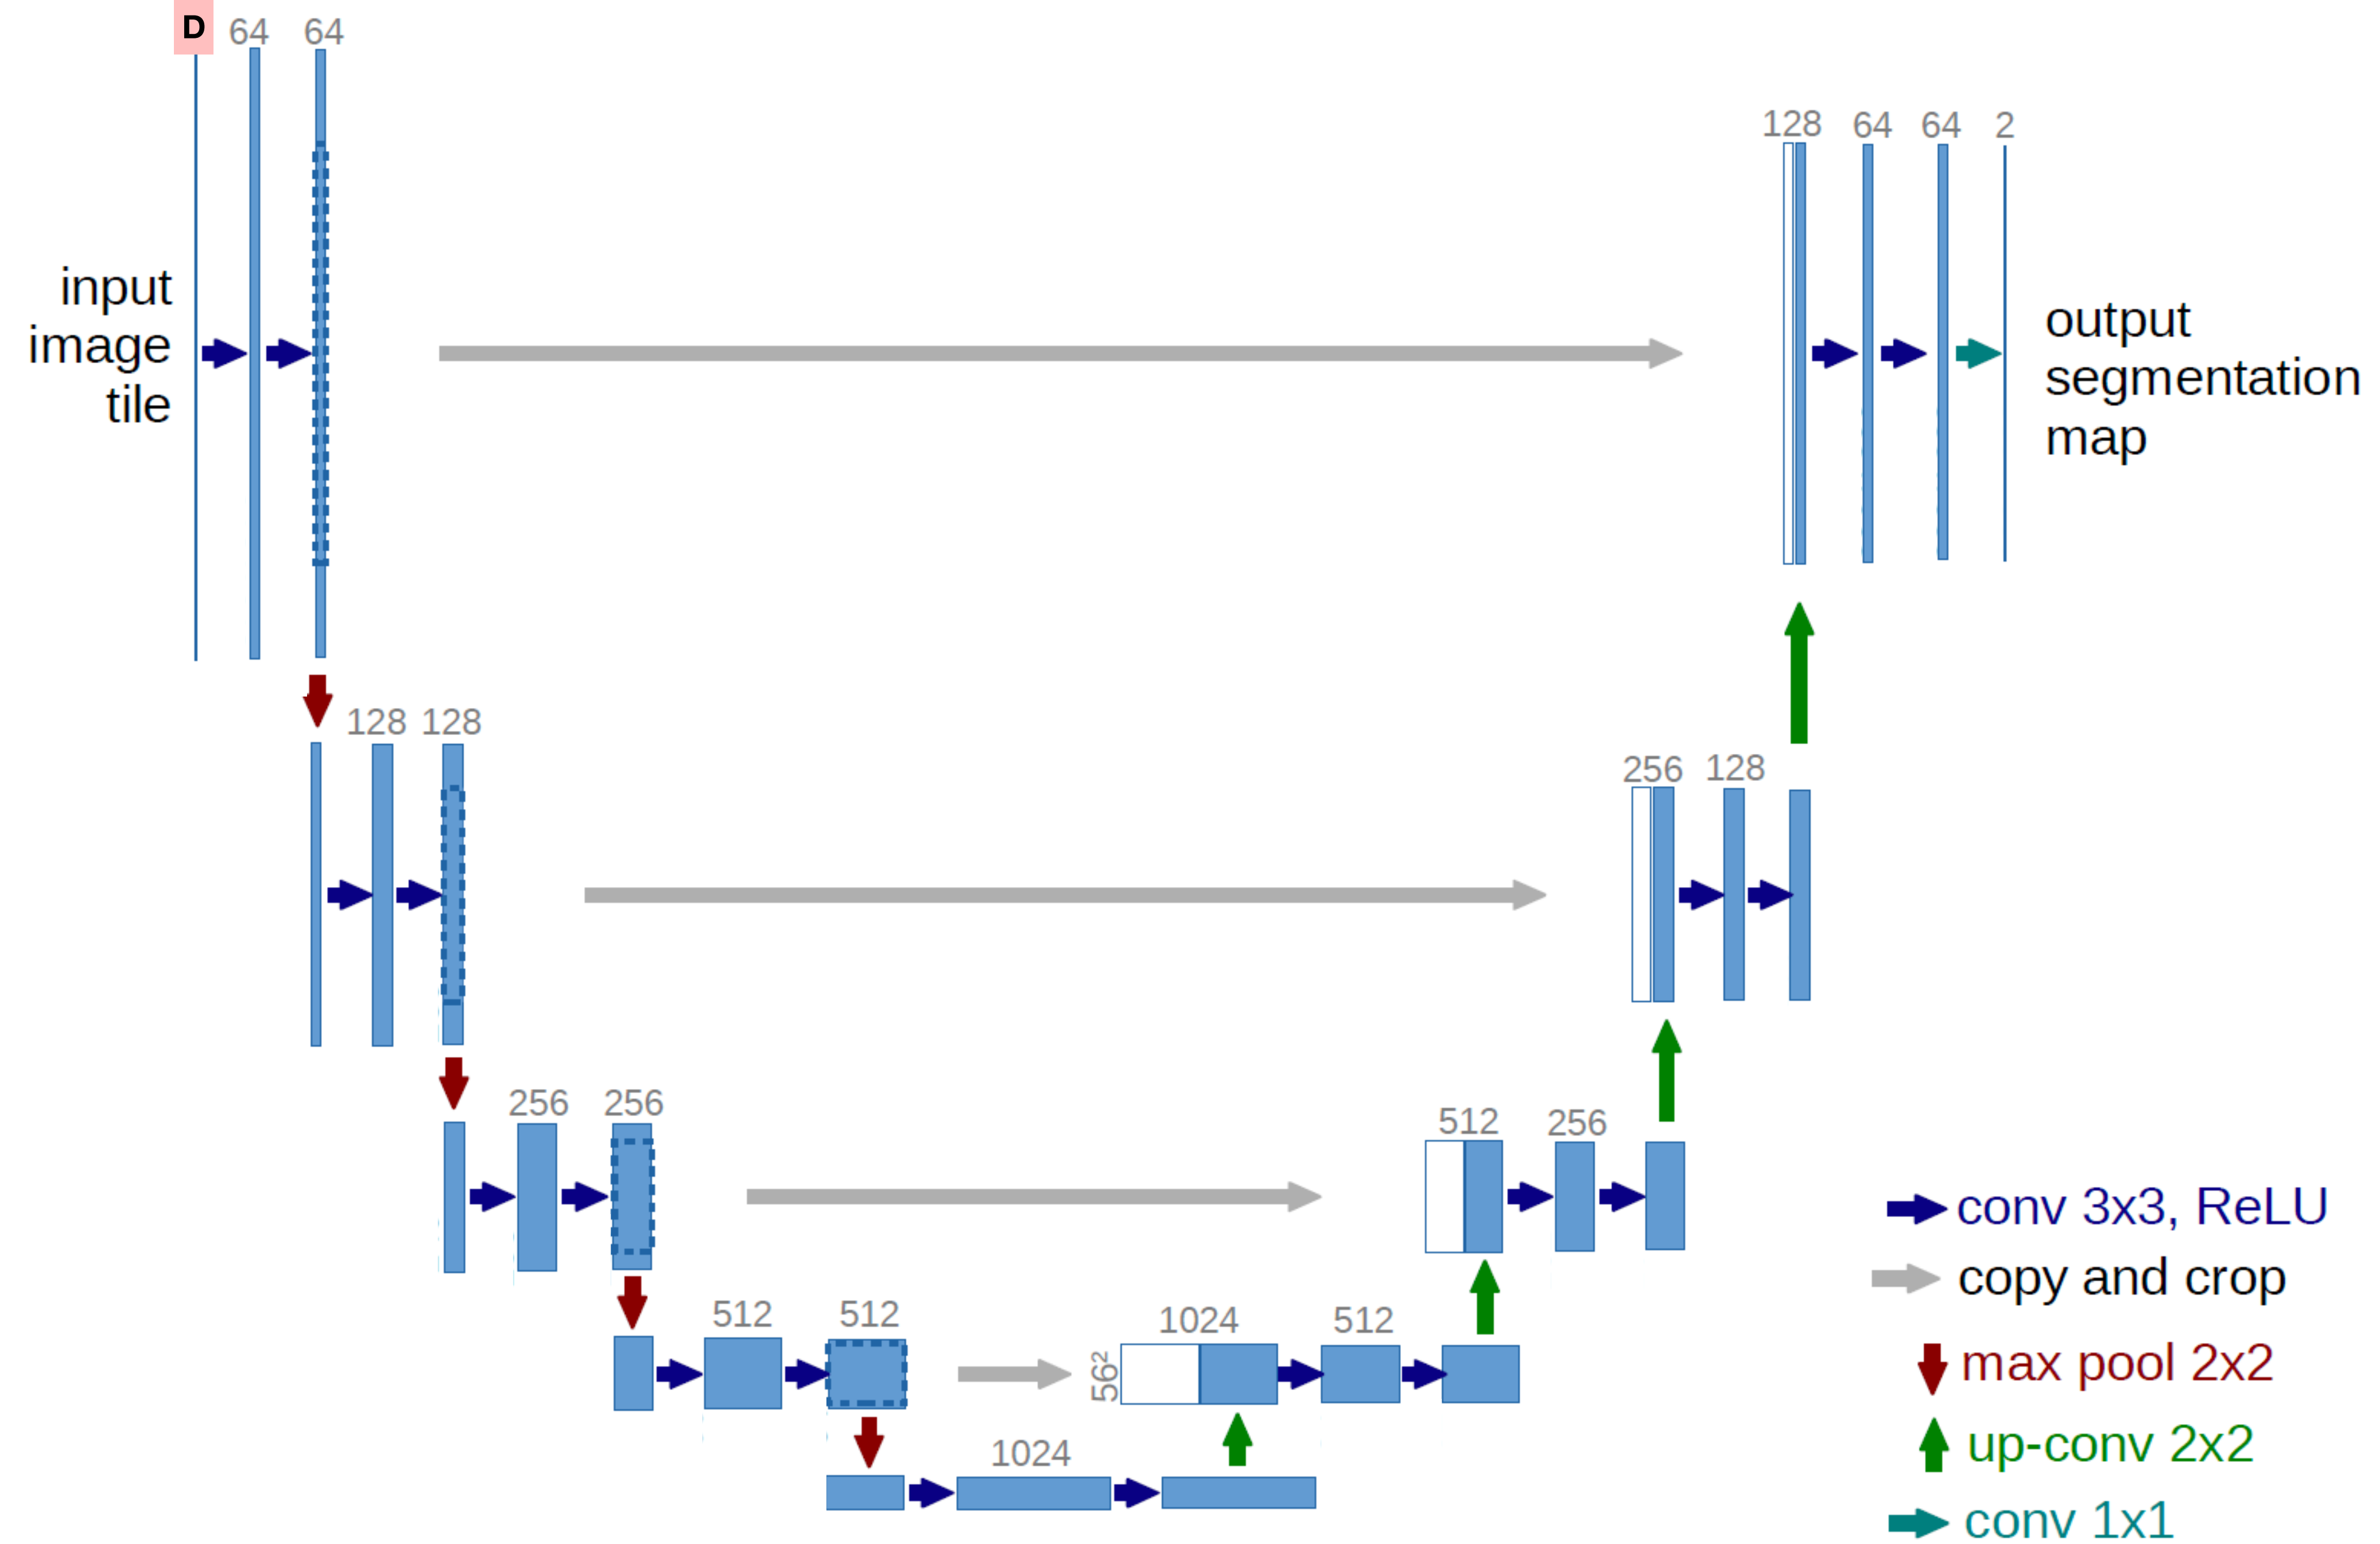 D
64
64
input
image
tile
128
64
64
2
output
segmentation
map
128
128
256
128
256
256
512
256
512
512
56²
1024
512
1024
conv 3x3, ReLU
copy and crop
max pool 2x2
up-conv 2x2
conv 1x1